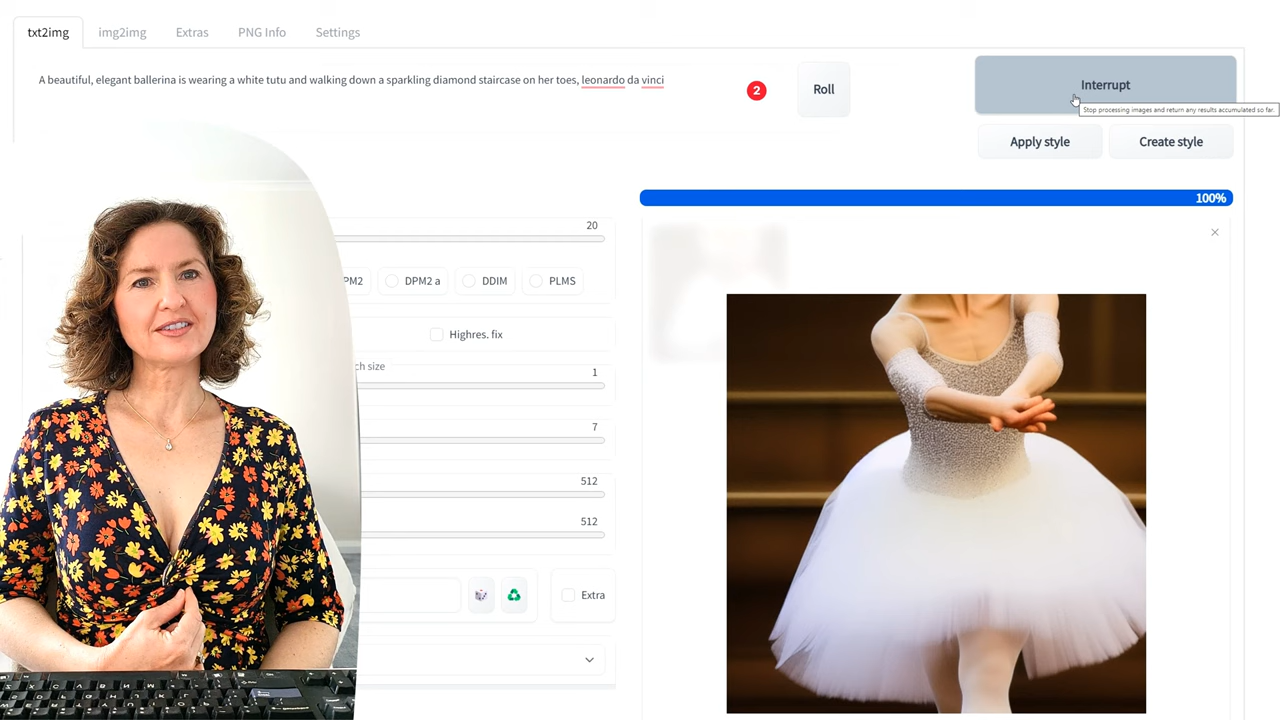 txt2img img2img Extras PNG Info Settings
A beautiful, elegant ballerina is wearing a white tutu and walking down a sparkling diamond staircase on her toes, leonardo da vinci
2
Roll
Interrupt
Stop processing images and return any results accumulated so far.
Apply style Create style
100%
20
PM2 DPM2 a DDIM PLMS
Highres. fix
ch size
1
7
512
512
Extra